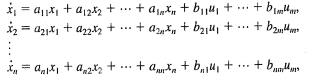 ẋ₁ = a₁₁x₁ + a₁₂x₂ + ⋯ + a₁ₙxₙ + b₁₁u₁ + ⋯ + b₁ₘuₘ,
ẋ₂ = a₂₁x₁ + a₂₂x₂ + ⋯ + a₂ₙxₙ + b₂₁u₁ + ⋯ + b₂ₘuₘ,
⋮
ẋₙ = aₙ₁x₁ + aₙ₂x₂ + ⋯ + aₙₙxₙ + bₙ₁u₁ + ⋯ + bₙₘuₘ,